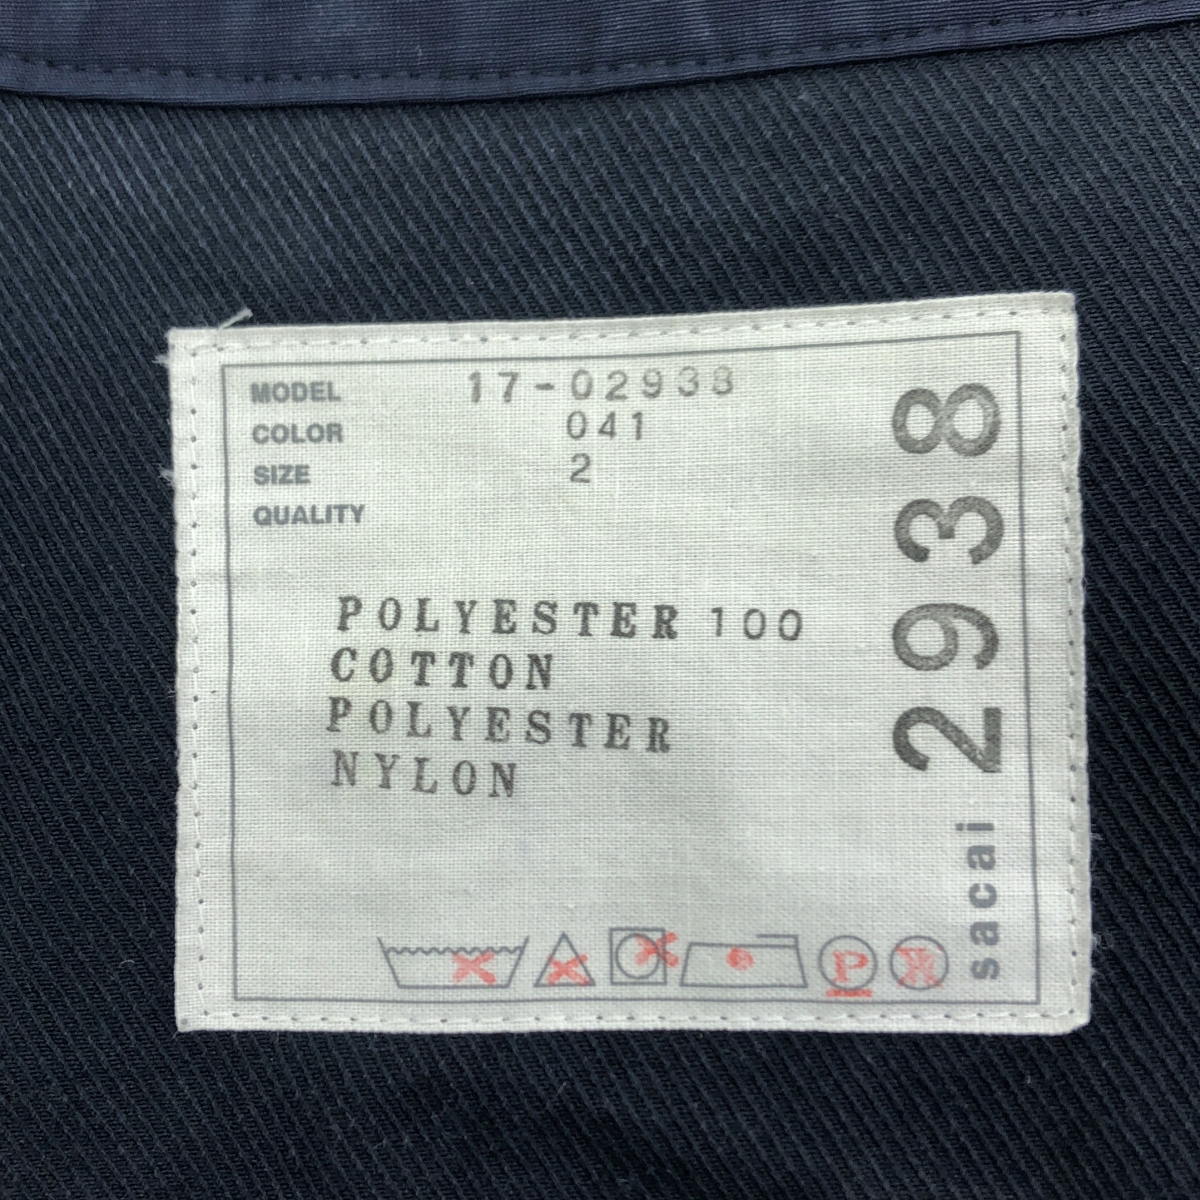 MODEL 17-02938
COLOR 041
SIZE 2
QUALITY
POLYESTER 100
COTTON
POLYESTER
NYLON
P
sacai 2938